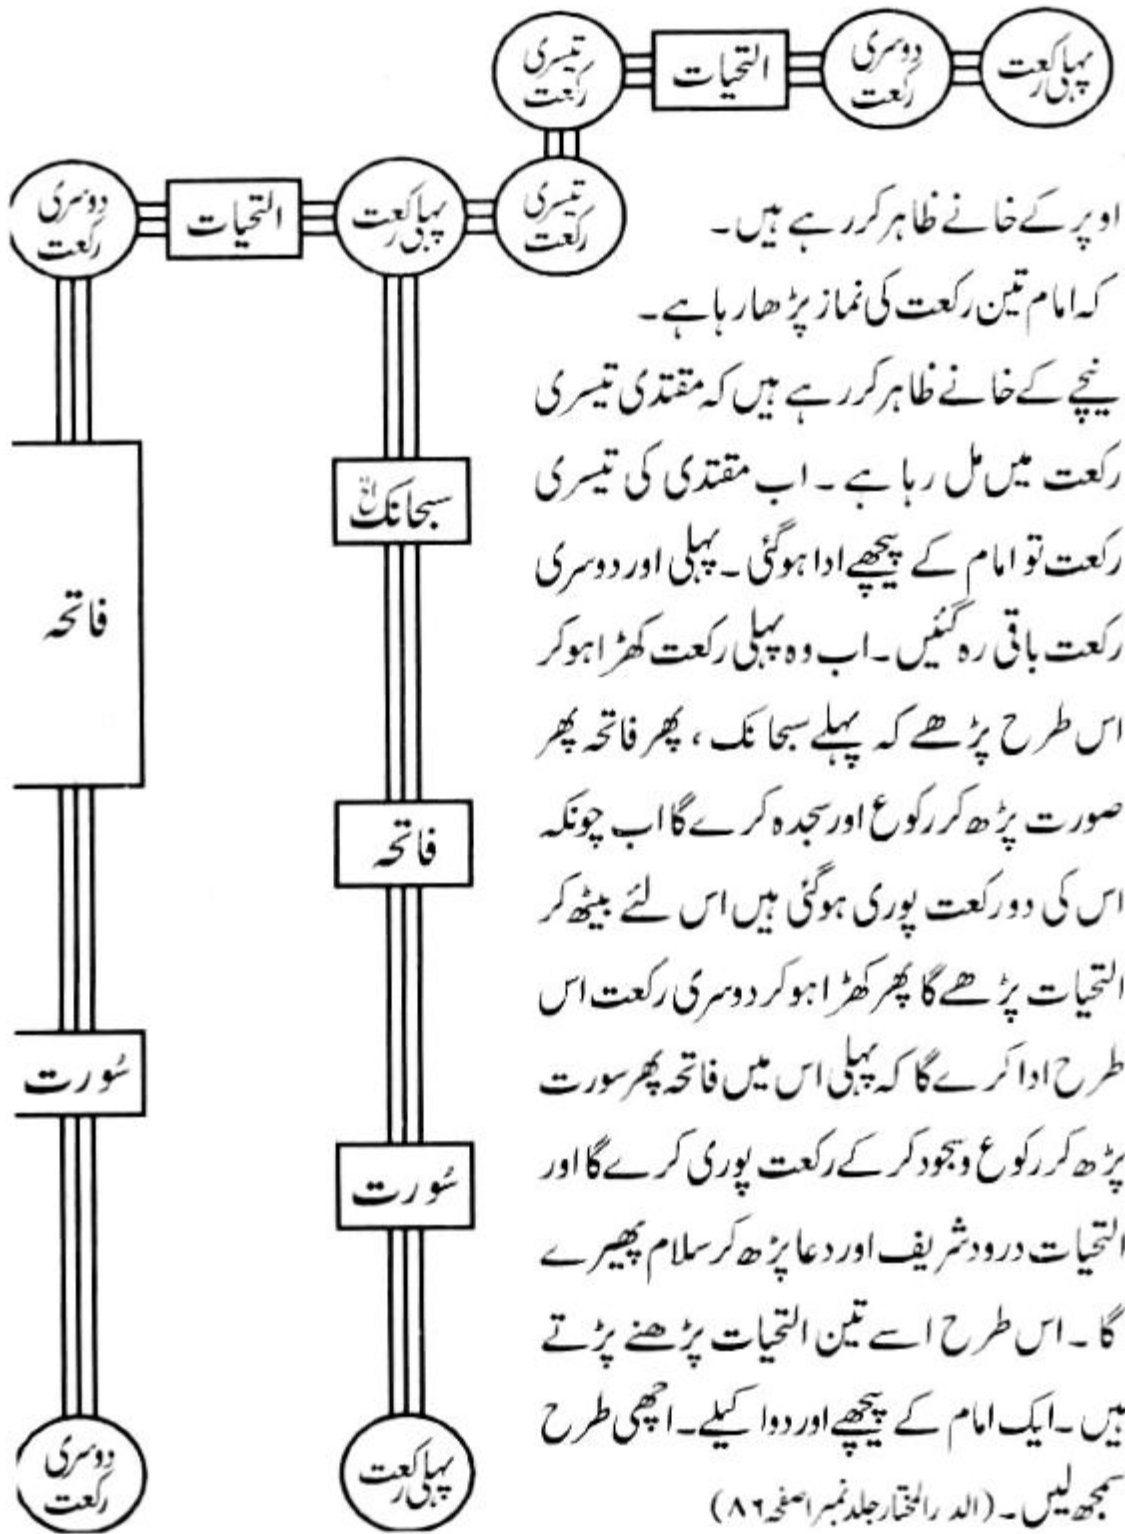 پہلی رکعت
دوسری رکعت
التحیات
تیسری رکعت
تیسری رکعت
پہلی رکعت
التحیات
دوسری رکعت
اوپر کے خانے ظاہر کر رہے ہیں۔
کہ امام تین رکعت کی نماز پڑھا رہا ہے۔
نیچے کے خانے ظاہر کر رہے ہیں کہ مقتدی تیسری
رکعت میں مل رہا ہے۔ اب مقتدی کی تیسری
رکعت تو امام کے پیچھے ادا ہوگئی۔ پہلی اور دوسری
رکعت باقی رہ گئیں۔ اب وہ پہلی رکعت کھڑا ہو کر
اس طرح پڑھے کہ پہلے سبحانک ، پھر فاتحہ پھر
صورت پڑھ کر رکوع اور سجدہ کرے گا اب چونکہ
اس کی دو رکعت پوری ہوگئی ہیں اس لئے بیٹھ کر
التحیات پڑھے گا پھر کھڑا ہو کر دوسری رکعت اس
طرح ادا کرے گا کہ پہلی اس میں فاتحہ پھر سورت
پڑھ کر رکوع وسجود کر کے رکعت پوری کرے گا اور
التحیات درود شریف اور دعا پڑھ کر سلام پھیرے
گا۔ اس طرح اسے تین التحیات پڑھنے پڑتے
ہیں۔ ایک امام کے پیچھے اور دو اکیلے۔ اچھی طرح
سمجھ لیں۔ (الدرالمختار جلد نمبر ۱ صفحہ ۸۶)
سبحانک الخ
فاتحہ
سُورت
پہلی رکعت
فاتحہ
سُورت
دوسری رکعت